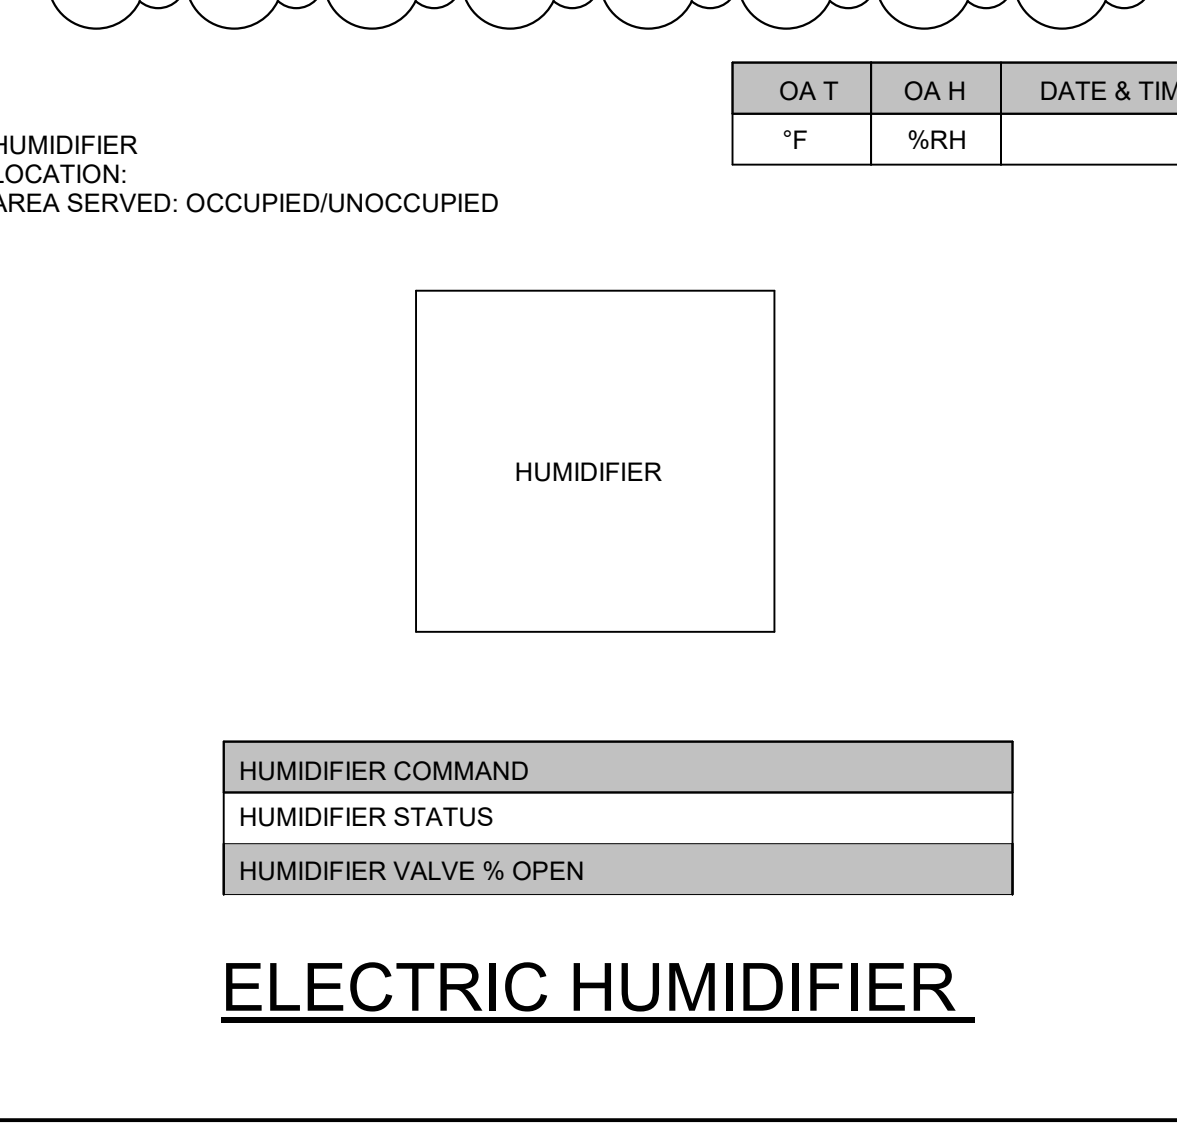 OA T OA H DATE & TIM
°F %RH
HUMIDIFIER
LOCATION:
AREA SERVED: OCCUPIED/UNOCCUPIED
HUMIDIFIER
HUMIDIFIER COMMAND
HUMIDIFIER STATUS
HUMIDIFIER VALVE % OPEN
ELECTRIC HUMIDIFIER